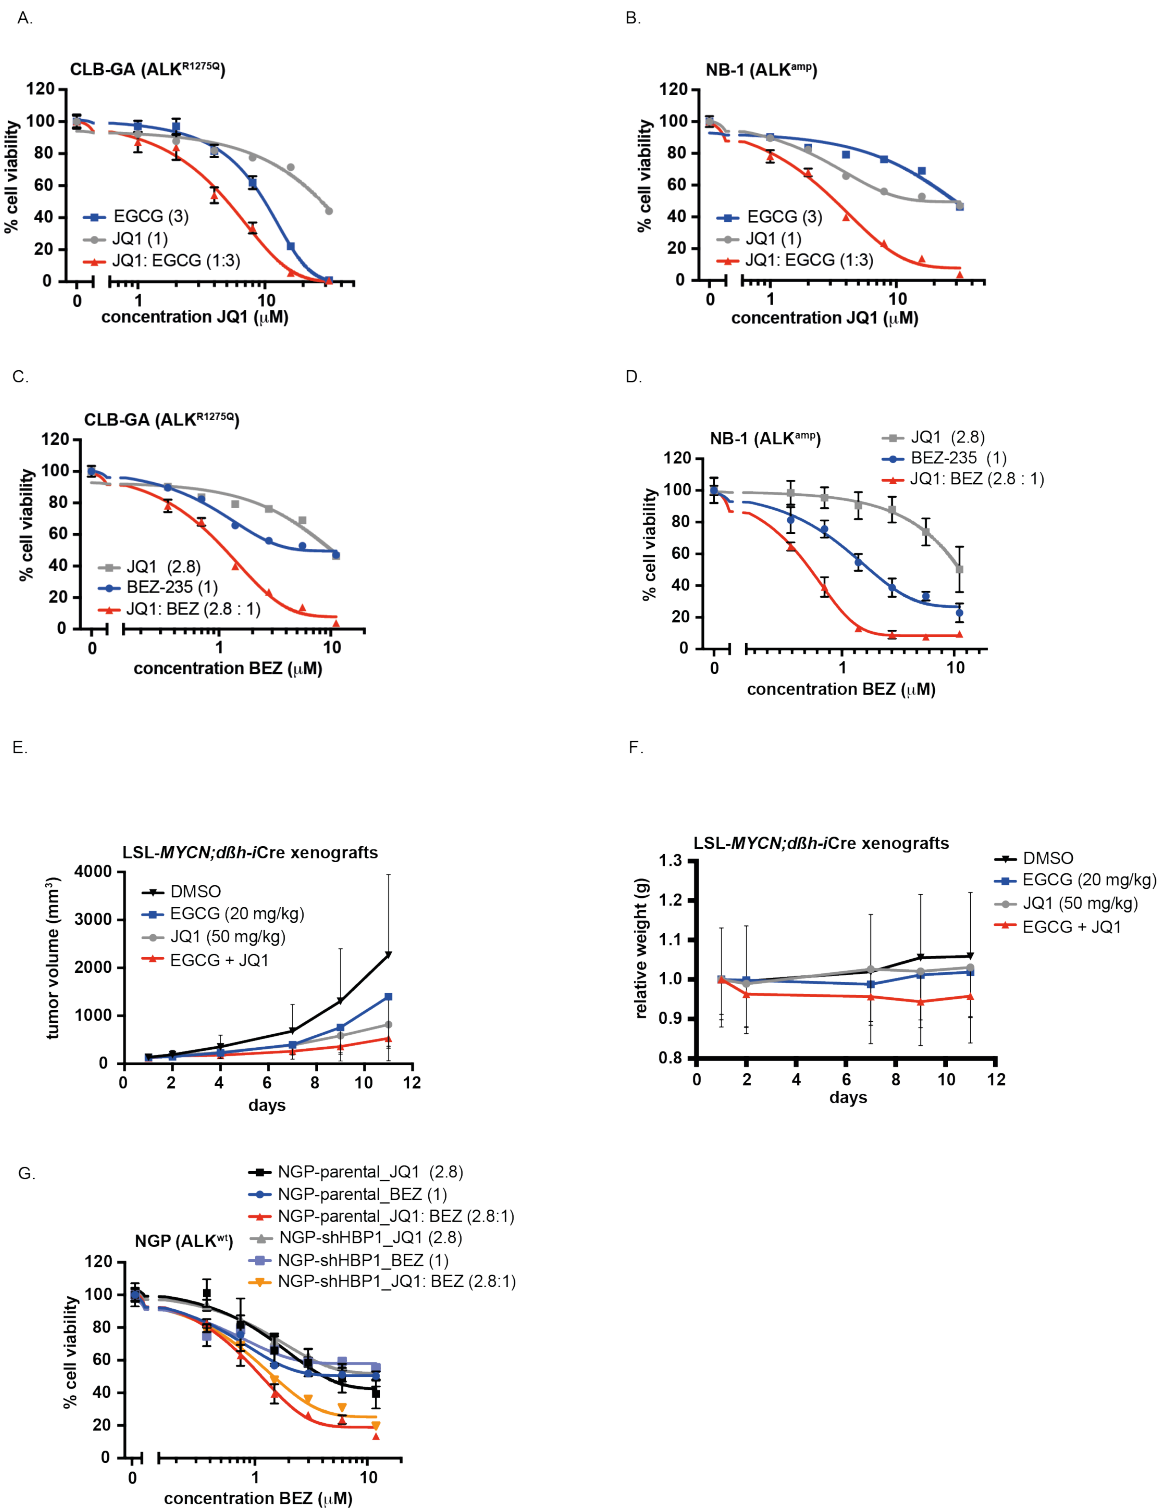 A.
CLB-GA (ALKR1275Q)
120
100
80
60
40
20
0
% cell viability
EGCG (3)
JQ1 (1)
JQ1: EGCG (1:3)
0 1 10
concentration JQ1 (μM)
B.
NB-1 (ALKamp)
120
100
80
60
40
20
0
% cell viability
EGCG (3)
JQ1 (1)
JQ1: EGCG (1:3)
0 1 10
concentration JQ1 (μM)
C.
CLB-GA (ALKR1275Q)
120
100
80
60
40
20
0
% cell viability
JQ1 (2.8)
BEZ-235 (1)
JQ1: BEZ (2.8 : 1)
0 1 10
concentration BEZ (μM)
D.
NB-1 (ALKamp)
JQ1 (2.8)
BEZ-235 (1)
JQ1: BEZ (2.8 : 1)
120
100
80
60
40
20
0
% cell viability
0 1 10
concentration BEZ (μM)
E.
LSL-MYCN;dßh-iCre xenografts
4000
3000
2000
1000
0
tumor volume (mm3)
DMSO
EGCG (20 mg/kg)
JQ1 (50 mg/kg)
EGCG + JQ1
0 2 4 6 8 10 12
days
F.
LSL-MYCN;dßh-iCre xenografts
1.3
1.2
1.1
1.0
0.9
0.8
relative weight (g)
DMSO
EGCG (20 mg/kg)
JQ1 (50 mg/kg)
EGCG + JQ1
0 2 4 6 8 10 12
days
G.
NGP-parental_JQ1 (2.8)
NGP-parental_BEZ (1)
NGP-parental_JQ1: BEZ (2.8:1)
NGP-shHBP1_JQ1 (2.8)
NGP-shHBP1_BEZ (1)
NGP-shHBP1_JQ1: BEZ (2.8:1)
NGP (ALKwt)
120
100
80
60
40
20
0
% cell viability
0 1 10
concentration BEZ (μM)